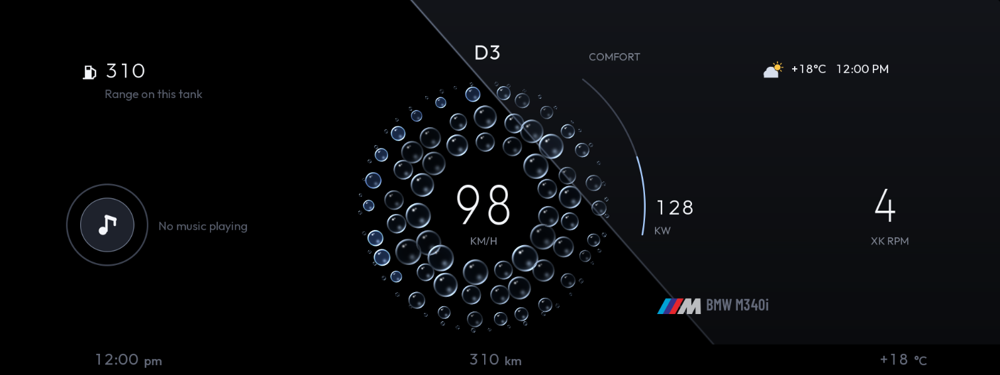 D3
COMFORT
310
Range on this tank
+18°C 12:00 PM
98
KM/H
128
KW
4
XK RPM
No music playing
M BMW M340i
12:00 pm
310 km
+18 °C